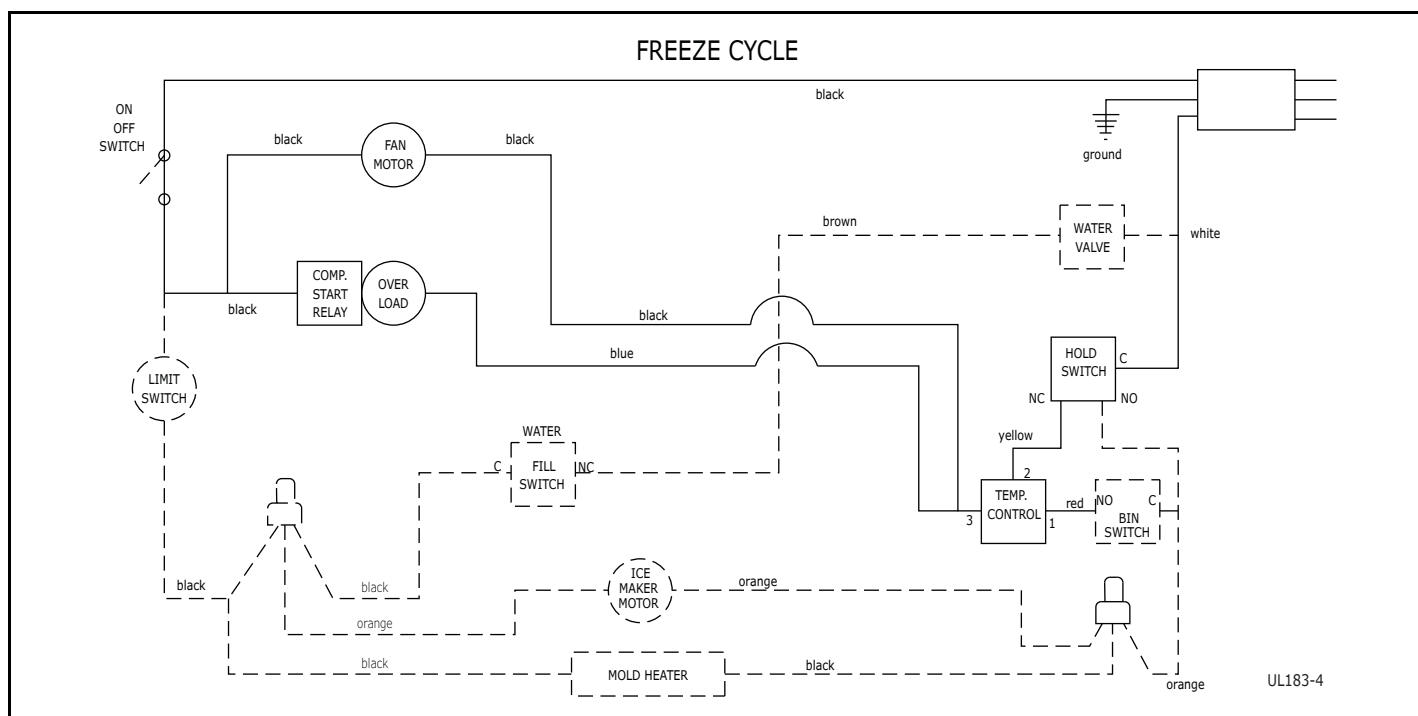 FREEZE CYCLE
black
ON
OFF
SWITCH
black
FAN
MOTOR
black
ground
brown
WATER
VALVE
white
COMP.
START
RELAY
OVER
LOAD
black
black
blue
HOLD
SWITCH
C
NC
NO
LIMIT
SWITCH
WATER
C
FILL
SWITCH
NC
yellow
2
TEMP.
CONTROL
3
1
red
NO
C
BIN
SWITCH
black
black
orange
ICE
MAKER
MOTOR
orange
black
MOLD HEATER
black
orange
UL183-4